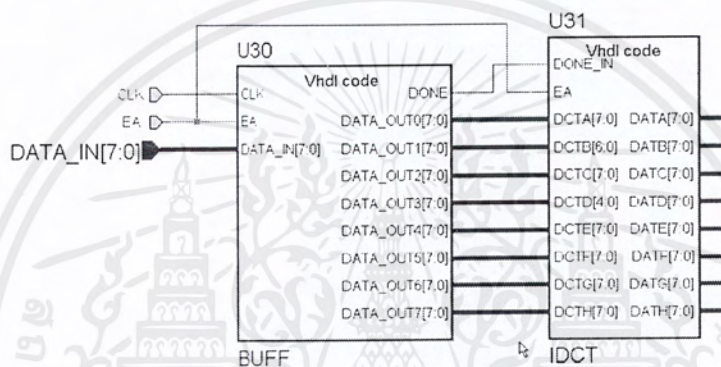 U31
Vhdl code
DONE_IN
EA
DCTA[7:0] DATA[7:0]
DCTB[6:0] DATB[7:0]
DCTC[7:0] DATC[7:0]
DCTD[4:0] DATD[7:0]
DCTE[7:0] DATE[7:0]
DCTF[7:0] DATF[7:0]
DCTG[7:0] DATG[7:0]
DCTH[7:0] DATH[7:0]
IDCT
U30
Vhdl code
CLK CLK DONE
EA EA DATA_OUT0[7:0]
DATA_IN[7:0] DATA_IN[7:0] DATA_OUT1[7:0]
DATA_OUT2[7:0]
DATA_OUT3[7:0]
DATA_OUT4[7:0]
DATA_OUT5[7:0]
DATA_OUT6[7:0]
DATA_OUT7[7:0]
BUFF